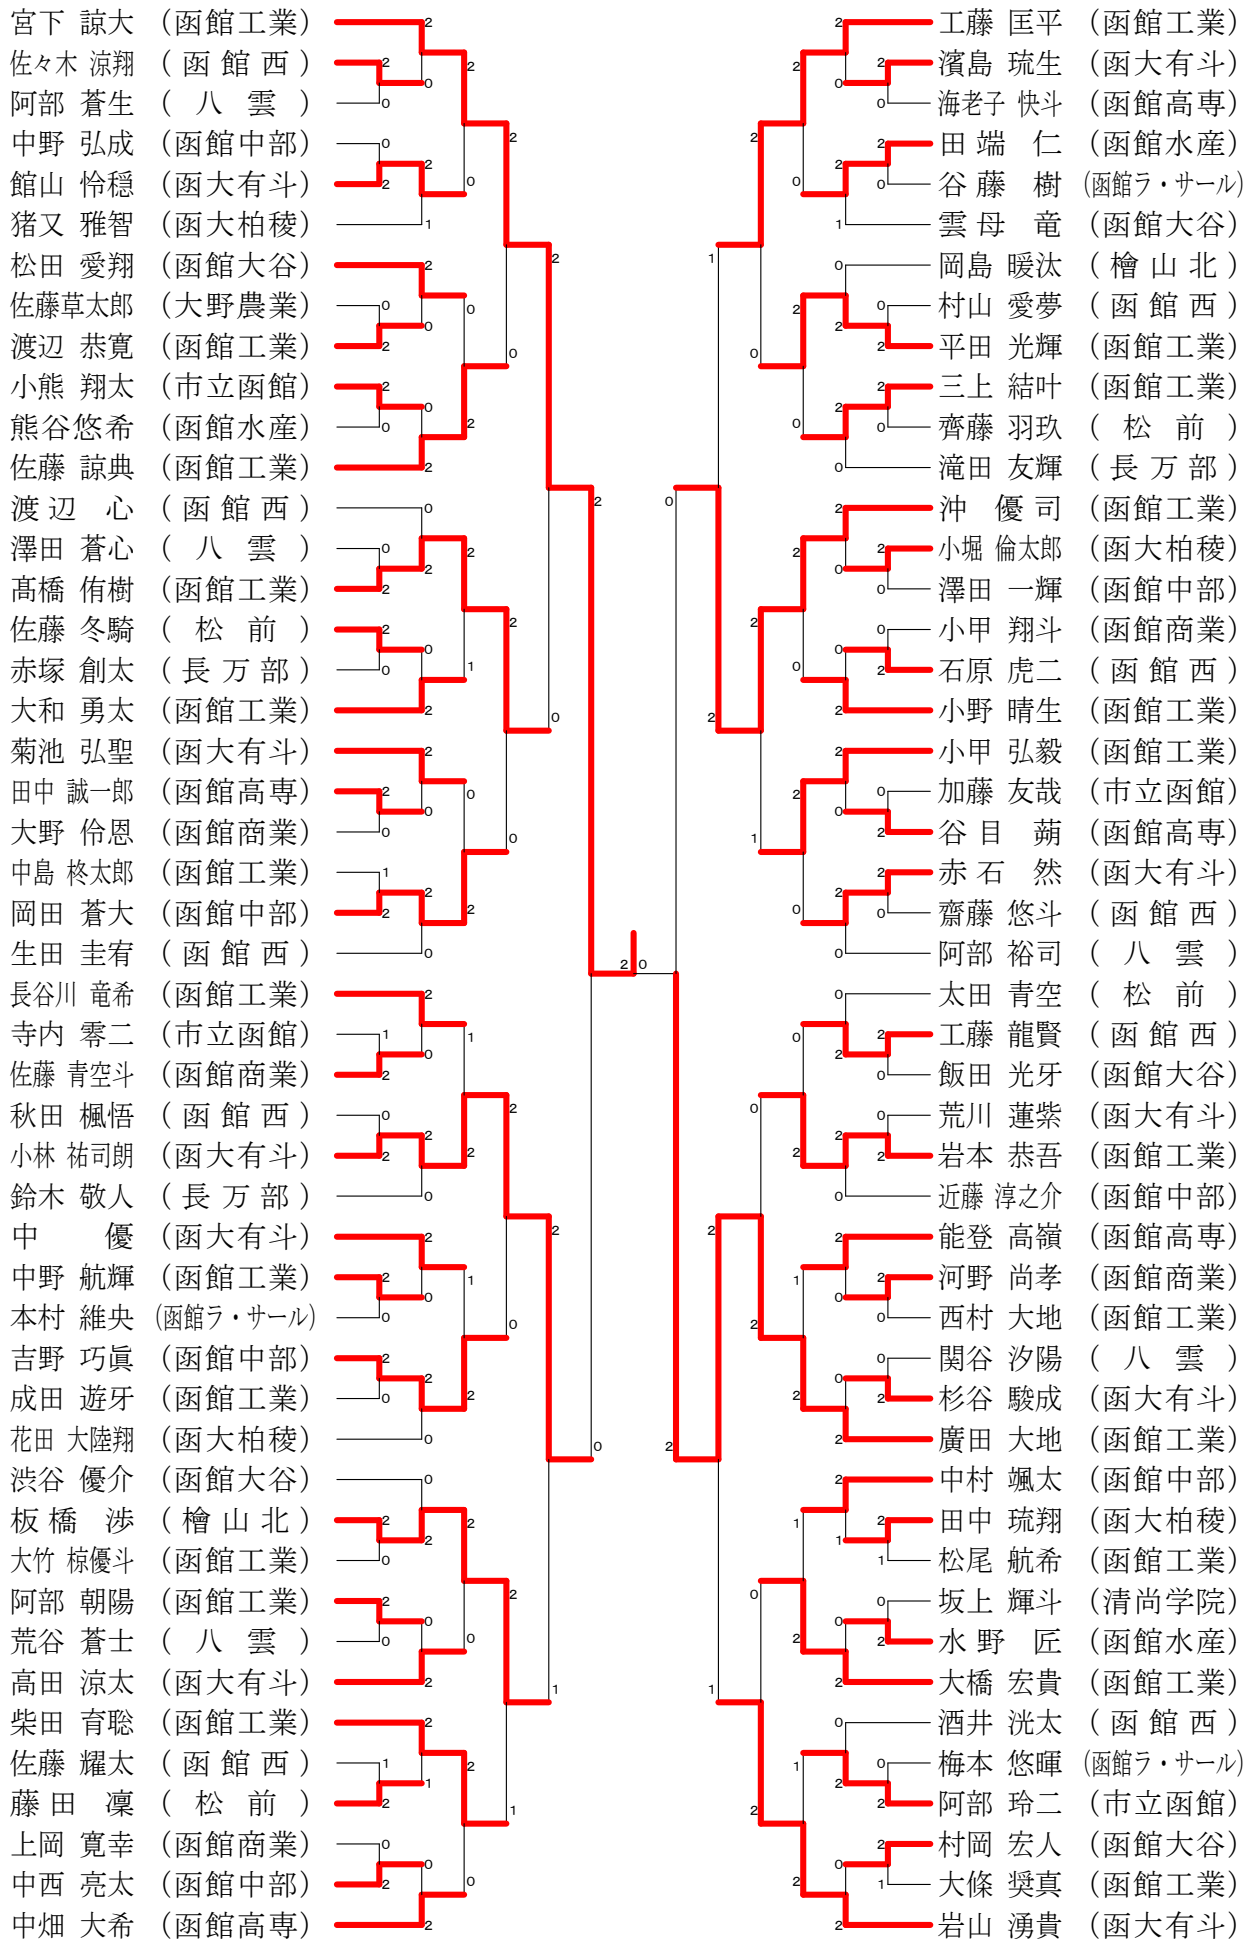 宮下 諒大 (函館工業)
佐々木 涼翔 (函館西)
阿部 蒼生 (八雲)
中野 弘成 (函館中部)
館山 怜穏 (函大有斗)
猪又 雅智 (函大柏稜)
松田 愛翔 (函館大谷)
佐藤草太郎 (大野農業)
渡辺 恭寛 (函館工業)
小熊 翔太 (市立函館)
熊谷悠希 (函館水産)
佐藤 諒典 (函館工業)
渡辺 心 (函館西)
澤田 蒼心 (八雲)
髙橋 侑樹 (函館工業)
佐藤 冬騎 (松前)
赤塚 創太 (長万部)
大和 勇太 (函館工業)
菊池 弘聖 (函大有斗)
田中 誠一郎 (函館高専)
大野 伶恩 (函館商業)
中島 柊太郎 (函館工業)
岡田 蒼大 (函館中部)
生田 圭宥 (函館西)
長谷川 竜希 (函館工業)
寺内 零二 (市立函館)
佐藤 青空斗 (函館商業)
秋田 楓悟 (函館西)
小林 祐司朗 (函大有斗)
鈴木 敬人 (長万部)
中 優 (函大有斗)
中野 航輝 (函館工業)
本村 維央 (函館ラ・サール)
吉野 巧眞 (函館中部)
成田 遊牙 (函館工業)
花田 大陸翔 (函大柏稜)
渋谷 優介 (函館大谷)
板橋 渉 (檜山北)
大竹 椋優斗 (函館工業)
阿部 朝陽 (函館工業)
荒谷 蒼士 (八雲)
高田 涼太 (函大有斗)
柴田 育聡 (函館工業)
佐藤 耀太 (函館西)
藤田 凜 (松前)
上岡 寛幸 (函館商業)
中西 亮太 (函館中部)
中畑 大希 (函館高専)
工藤 匡平 (函館工業)
濱島 琉生 (函大有斗)
海老子 快斗 (函館高専)
田端 仁 (函館水産)
谷藤 樹 (函館ラ・サール)
雲母 竜 (函館大谷)
岡島 暖汰 (檜山北)
村山 愛夢 (函館西)
平田 光輝 (函館工業)
三上 結叶 (函館工業)
齊藤 羽玖 (松前)
滝田 友輝 (長万部)
沖 優司 (函館工業)
小堀 倫太郎 (函大柏稜)
澤田 一輝 (函館中部)
小甲 翔斗 (函館商業)
石原 虎二 (函館西)
小野 晴生 (函館工業)
小甲 弘毅 (函館工業)
加藤 友哉 (市立函館)
谷目 蒴 (函館高専)
赤石 然 (函大有斗)
齋藤 悠斗 (函館西)
阿部 裕司 (八雲)
太田 青空 (松前)
工藤 龍賢 (函館西)
飯田 光牙 (函館大谷)
荒川 蓮紫 (函大有斗)
岩本 恭吾 (函館工業)
近藤 淳之介 (函館中部)
能登 高嶺 (函館高専)
河野 尚孝 (函館商業)
西村 大地 (函館工業)
関谷 汐陽 (八雲)
杉谷 駿成 (函大有斗)
廣田 大地 (函館工業)
中村 颯太 (函館中部)
田中 琉翔 (函大柏稜)
松尾 航希 (函館工業)
坂上 輝斗 (清尚学院)
水野 匠 (函館水産)
大橋 宏貴 (函館工業)
酒井 洸太 (函館西)
梅本 悠暉 (函館ラ・サール)
阿部 玲二 (市立函館)
村岡 宏人 (函館大谷)
大條 奨真 (函館工業)
岩山 湧貴 (函大有斗)
2 0